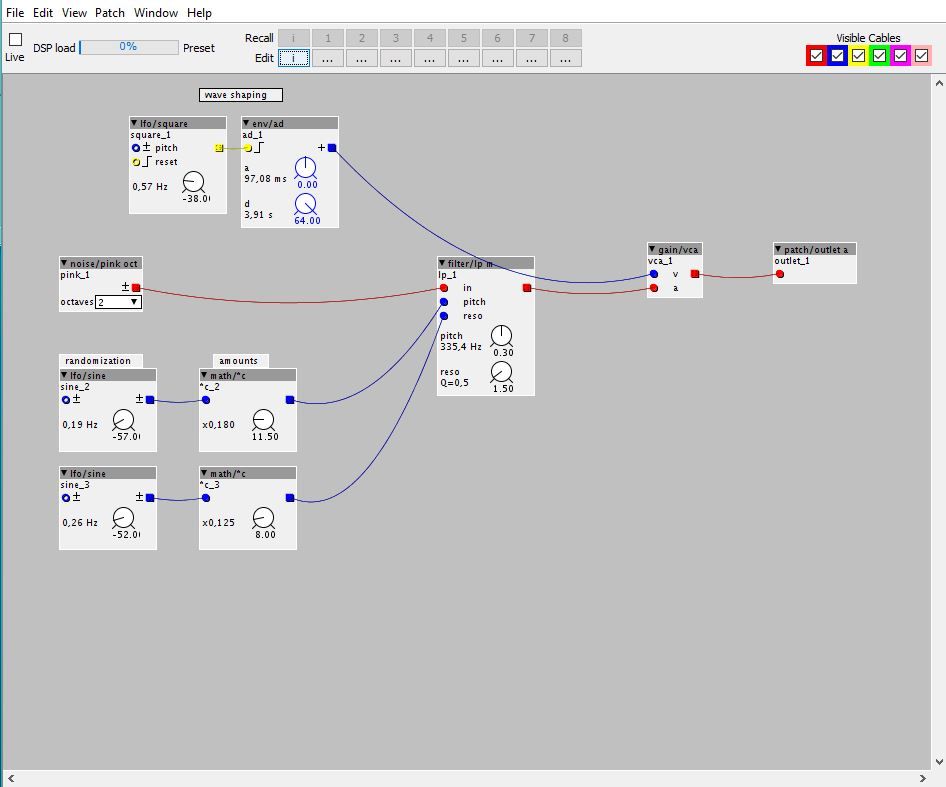 File Edit View Patch Window Help
Live
DSP load 0% Preset
Recall i 1 2 3 4 5 6 7 8
Edit i ... ... ... ... ... ... ... ...
Visible Cables
wave shaping
lfo/square
square_1
± pitch
reset
0,57 Hz
-38.0
env/ad
ad_1
+
a
97,08 ms
0.00
d
3,91 s
64.00
noise/pink oct
pink_1
±
octaves 2
filter/lp m
lp_1
in
pitch
reso
pitch
335,4 Hz
0.30
reso
Q=0,5
1.50
gain/vca
vca_1
v
a
patch/outlet a
outlet_1
randomization
lfo/sine
sine_2
± ±
0,19 Hz
-57.0
amounts
math/*c
*c_2
x0,180
11.50
lfo/sine
sine_3
± ±
0,26 Hz
-52.0
math/*c
*c_3
x0,125
8.00